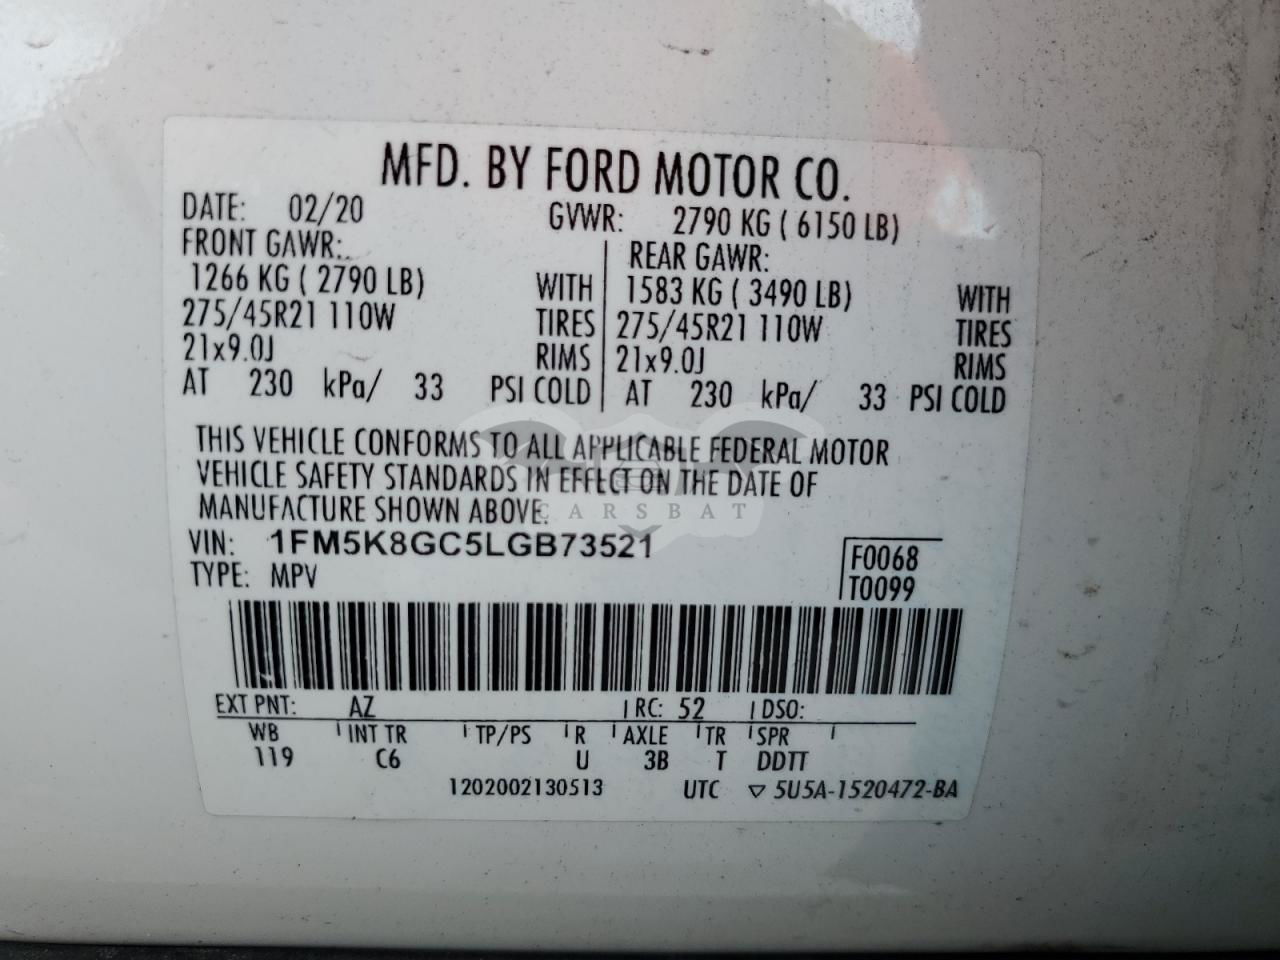 MFD. BY FORD MOTOR CO.
DATE: 02/20 GVWR: 2790 KG ( 6150 LB)
FRONT GAWR: REAR GAWR:
1266 KG ( 2790 LB) WITH 1583 KG ( 3490 LB) WITH
275/45R21 110W TIRES 275/45R21 110W TIRES
21x9.0J RIMS 21x9.0J RIMS
AT 230 kPa/ 33 PSI COLD AT 230 kPa/ 33 PSI COLD
THIS VEHICLE CONFORMS TO ALL APPLICABLE FEDERAL MOTOR
VEHICLE SAFETY STANDARDS IN EFFECT ON THE DATE OF
MANUFACTURE SHOWN ABOVE.
CARSBAT
VIN: 1FM5K8GC5LGB73521
TYPE: MPV
F0068
T0099
EXT PNT: AZ RC: 52 DSO:
WB INT TR TP/PS R AXLE TR SPR
119 C6 U 3B T DDTT
1202002130513 UTC ▽ 5U5A-1520472-BA